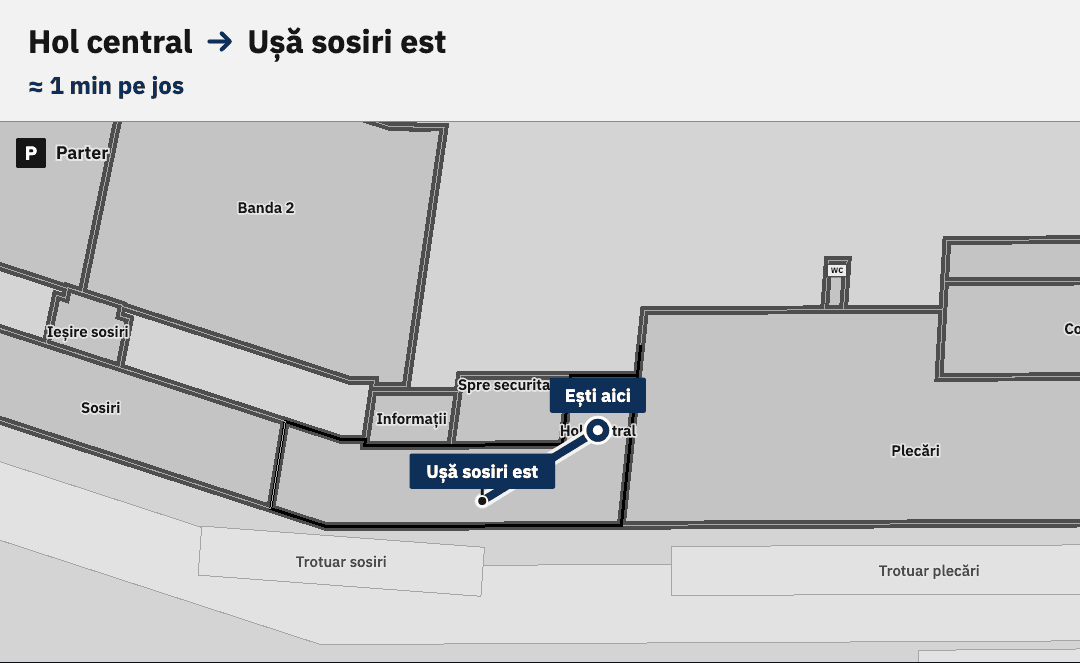 Hol central → Ușă sosiri est
≈ 1 min pe jos
P Parter
Banda 2
WC
Ieșire sosiri
Spre securita
Ești aici
Sosiri
Informații
Plecări
Ușă sosiri est
Trotuar sosiri
Trotuar plecări